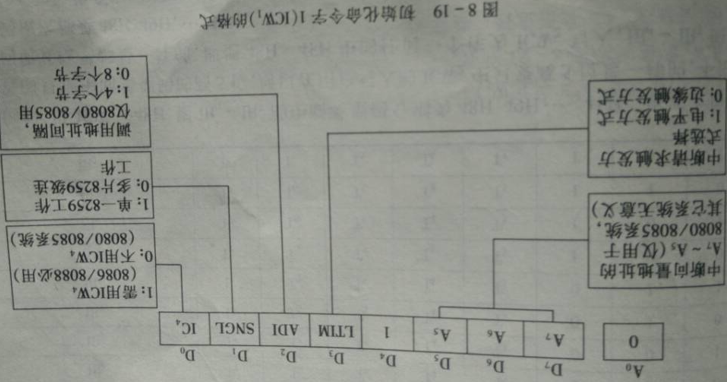 A₀ D₇ D₆ D₅ D₄ D₃ D₂ D₁ D₀
0 A₇ A₆ A₅ 1 LTIM ADI SNGL IC₄
中断向量地址的
A₇~A₅(仅用于
8080/8085系统,
其它系统无意义)
中断请求触发方
式选择
1: 电平触发方式
0: 边缘触发方式
1: 需用ICW₄
(8086/8088必用)
0: 不用ICW₄
(8080/8085系统)
1: 单一8259工作
0: 多片8259级连
工作
调用地址间隔,
仅8080/8085用
1: 4个字节
0: 8个字节
图 8-19 初始化命令字 1(ICW₁)的格式